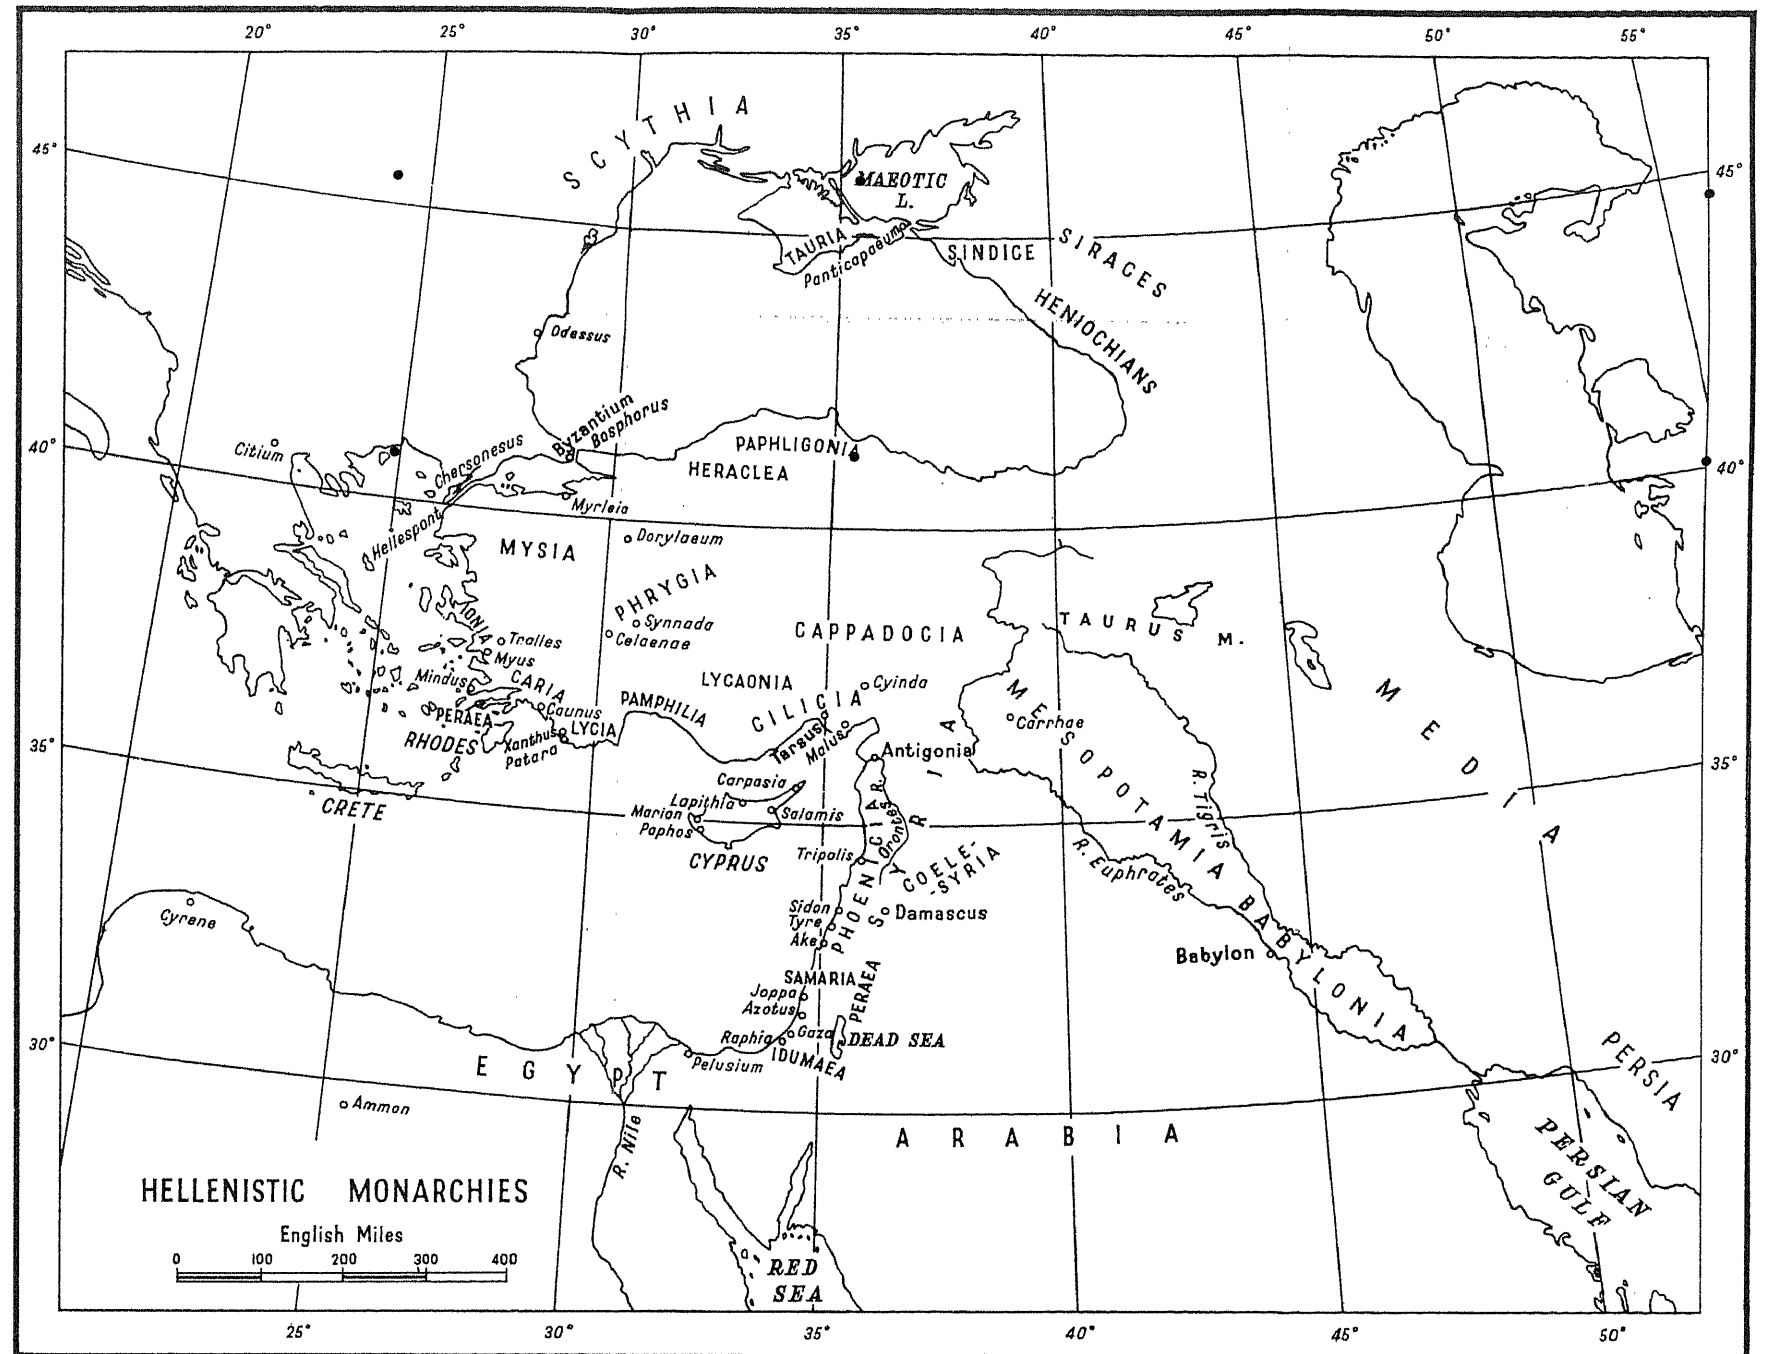 20° 25° 30° 35° 40° 45° 50° 55°
45°
SCYTHIA
MAEOTIC
L.
45°
TAURIA
Panticapaeum
SINDICE
SIRACES
HENIOCHIANS
Odessus
Byzantium
Bosphorus
40°
Citium
Chersonesus
PAPHLIGONIA
HERACLEA
40°
Hellespont
Myrleia
MYSIA
Dorylaeum
PHRYGIA
IONIA
Synnada
Celaenae
Tralles
Myus
CAPPADOCIA
TAURUS M.
Mindus
CARIA
LYCAONIA
Cyinda
PERAEA
Caunus
PAMPHILIA
CILICIA
MESOPOTAMIA
Carrhae
MEDIA
RHODES
Xanthus
Patara
LYCIA
Tarsus
Malus
Antigonia
SYRIA
35°
35°
CRETE
Carpasia
Lapithia
Marion
Paphos
Salamis
CYPRUS
R. Tigris
Orontes R.
Tripolis
PHOENICIA
COELE-
-SYRIA
R. Euphrates
Cyrene
Sidon
Tyre
Ake
Damascus
BABYLONIA
Babylon
SAMARIA
Joppa
Azotus
PERAEA
30°
Raphia
Gaza
DEAD SEA
IDUMAEA
Pelusium
EGYPT
30°
PERSIA
Ammon
R. Nile
ARABIA
PERSIAN
GULF
HELLENISTIC MONARCHIES
English Miles
0 100 200 300 400
RED
SEA
25° 30° 35° 40° 45° 50°